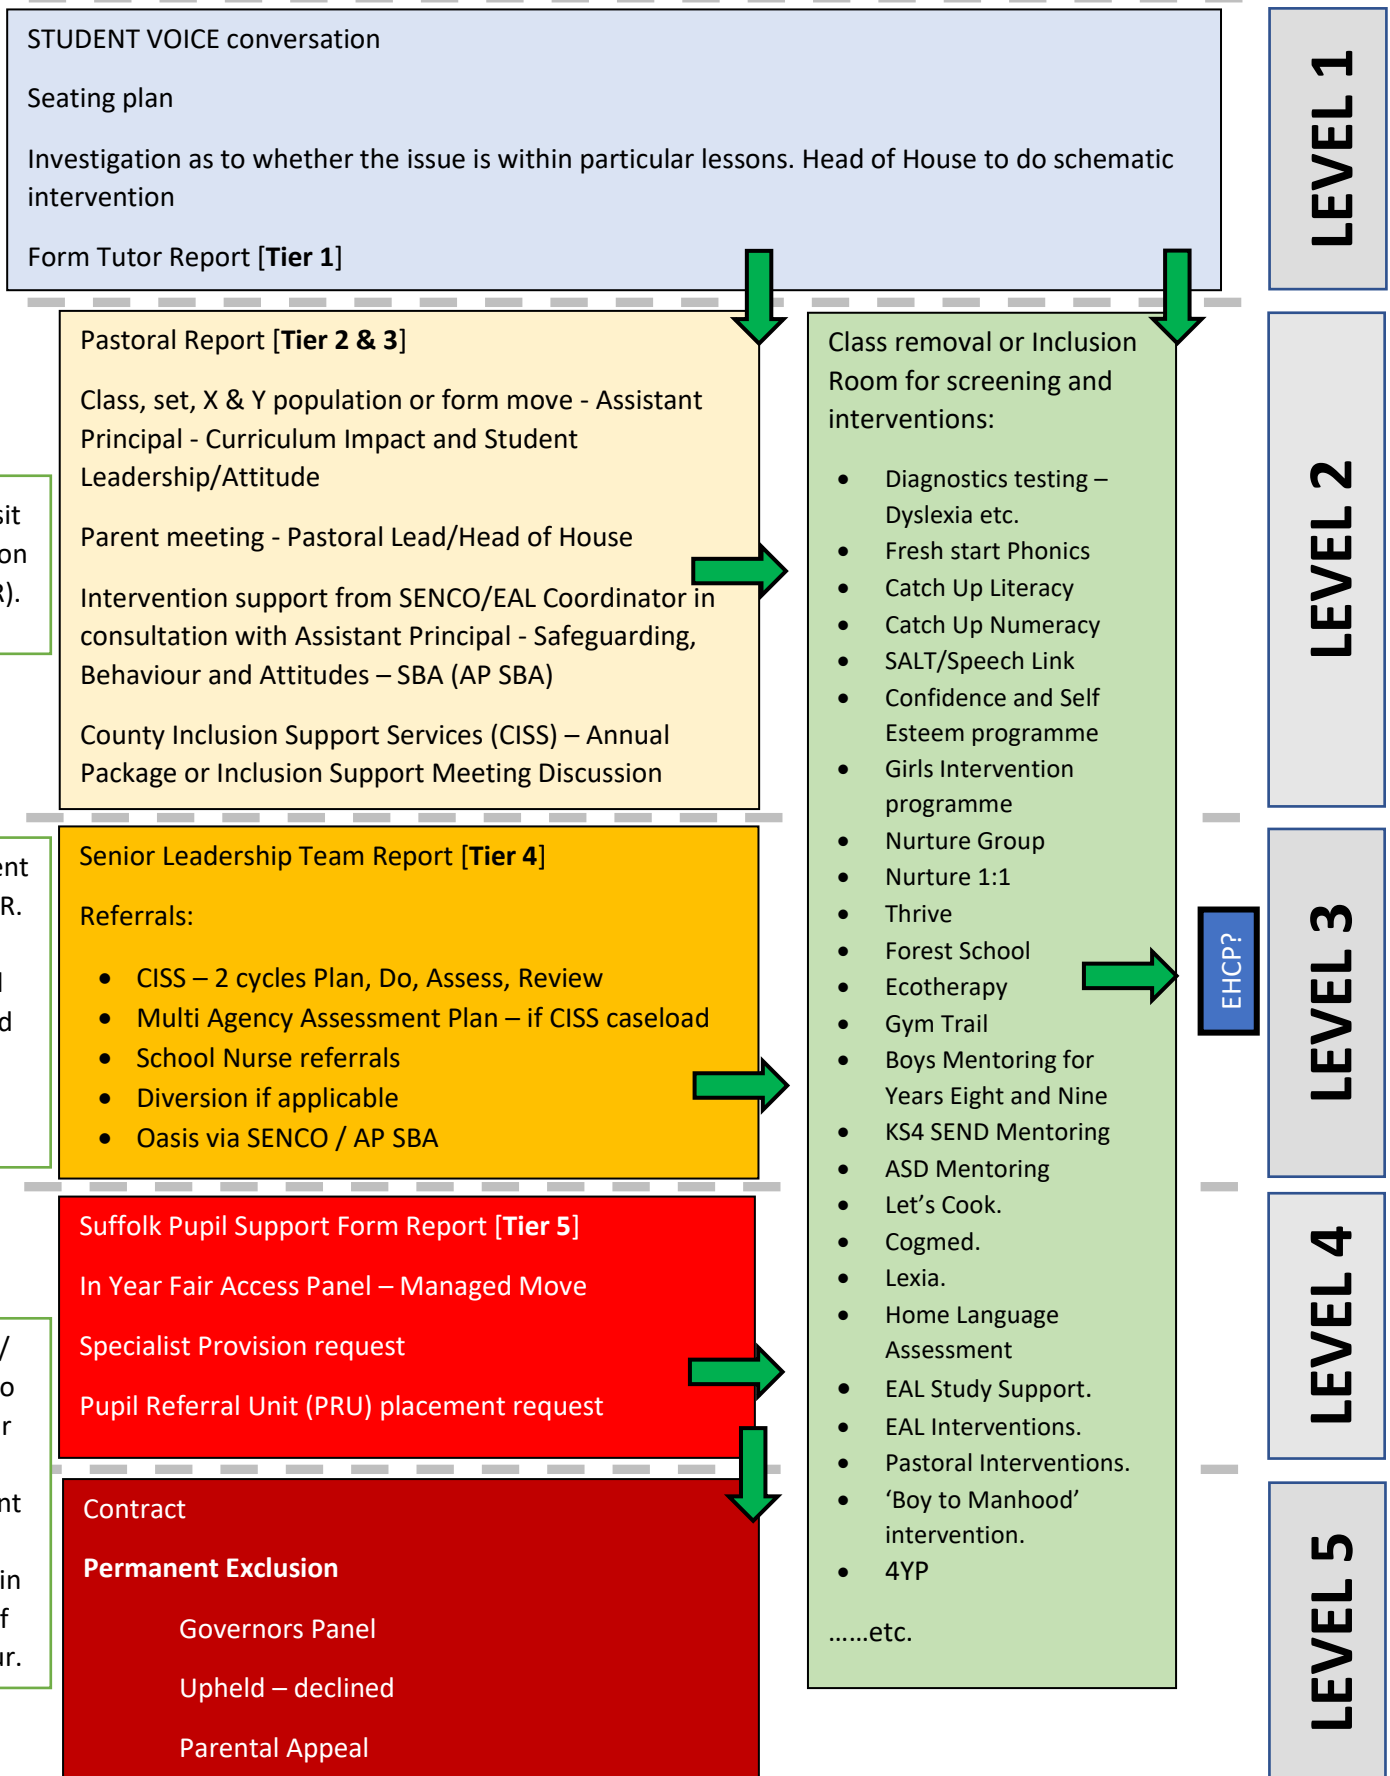 STUDENT VOICE conversation
Seating plan
Investigation as to whether the issue is within particular lessons. Head of House to do schematic
intervention
Form Tutor Report [Tier 1]
LEVEL 1
Pastoral Report [Tier 2 & 3]
Class, set, X & Y population or form move - Assistant
Principal - Curriculum Impact and Student
Leadership/Attitude
Parent meeting - Pastoral Lead/Head of House
Intervention support from SENCO/EAL Coordinator in
consultation with Assistant Principal - Safeguarding,
Behaviour and Attitudes – SBA (AP SBA)
County Inclusion Support Services (CISS) – Annual
Package or Inclusion Support Meeting Discussion
sit
on
R).
LEVEL 2
Class removal or Inclusion
Room for screening and
interventions:
• Diagnostics testing –
Dyslexia etc.
• Fresh start Phonics
• Catch Up Literacy
• Catch Up Numeracy
• SALT/Speech Link
• Confidence and Self
Esteem programme
• Girls Intervention
programme
• Nurture Group
• Nurture 1:1
• Thrive
• Forest School
• Ecotherapy
• Gym Trail
• Boys Mentoring for
Years Eight and Nine
• KS4 SEND Mentoring
• ASD Mentoring
• Let's Cook.
• Cogmed.
• Lexia.
• Home Language
Assessment
• EAL Study Support.
• EAL Interventions.
• Pastoral Interventions.
• ‘Boy to Manhood’
intervention.
• 4YP
……etc.
EHCP?
Senior Leadership Team Report [Tier 4]
Referrals:
• CISS – 2 cycles Plan, Do, Assess, Review
• Multi Agency Assessment Plan – if CISS caseload
• School Nurse referrals
• Diversion if applicable
• Oasis via SENCO / AP SBA
ent
R.
d
LEVEL 3
Suffolk Pupil Support Form Report [Tier 5]
In Year Fair Access Panel – Managed Move
Specialist Provision request
Pupil Referral Unit (PRU) placement request
LEVEL 4
/
o
r
nt
in
f
ur.
Contract
Permanent Exclusion
Governors Panel
Upheld – declined
Parental Appeal
LEVEL 5